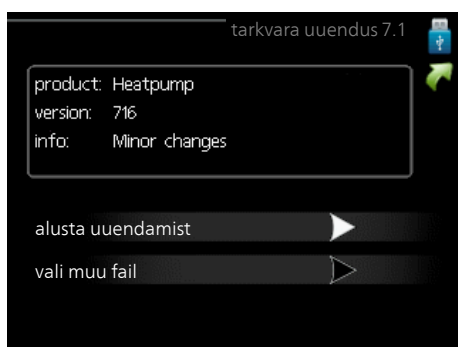 tarkvara uuendus 7.1
product: Heatpump
version: 716
info: Minor changes
alusta uuendamist
vali muu fail